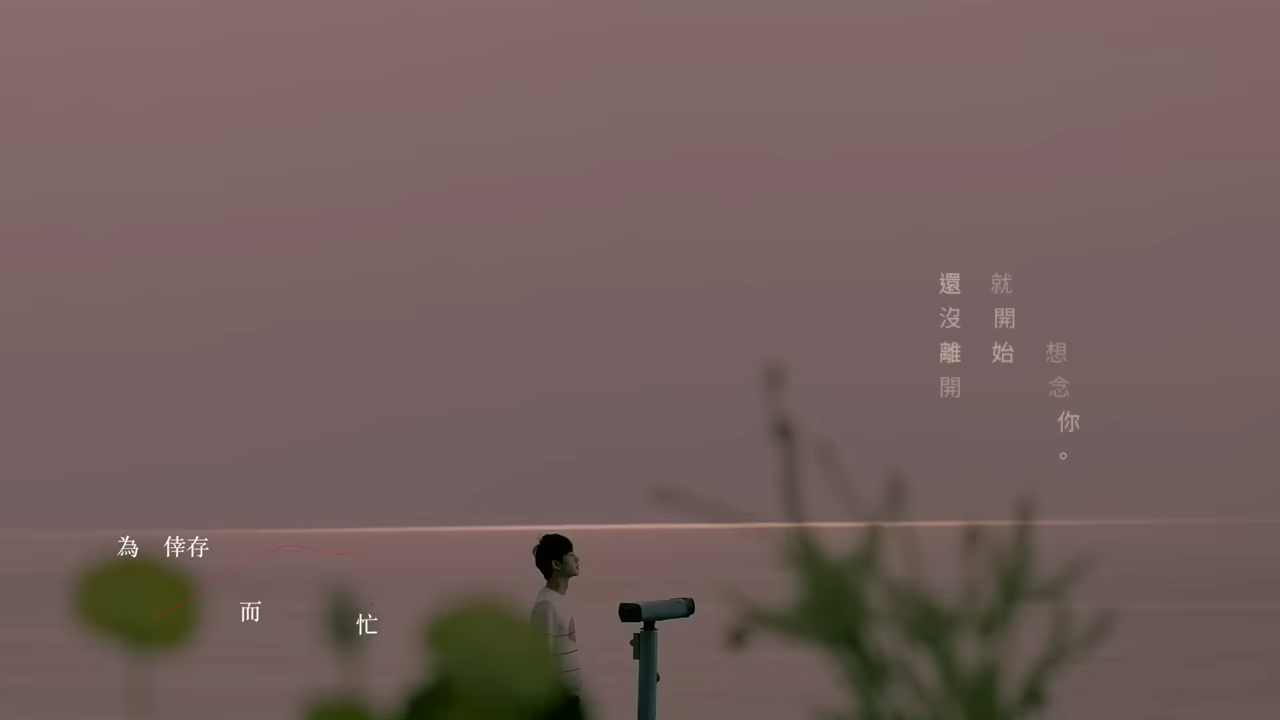 還沒離開
就開始
想念你。
為 倖存
而
忙